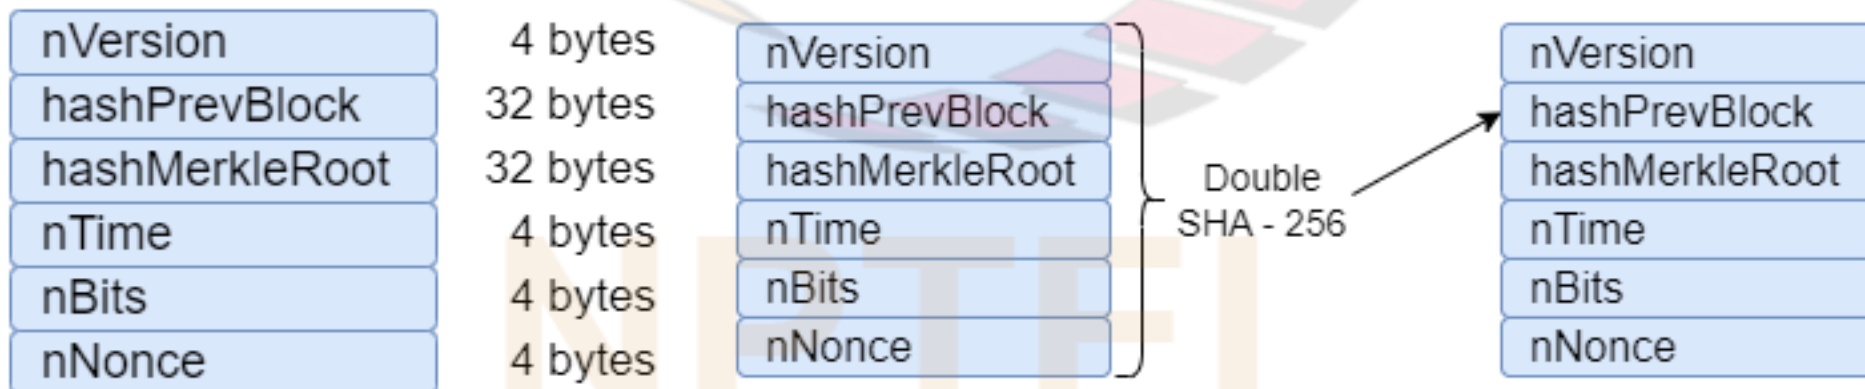 nVersion 4 bytes
hashPrevBlock 32 bytes
hashMerkleRoot 32 bytes
nTime 4 bytes
nBits 4 bytes
nNonce 4 bytes
nVersion
hashPrevBlock
hashMerkleRoot
nTime
nBits
nNonce
Double
SHA - 256
nVersion
hashPrevBlock
hashMerkleRoot
nTime
nBits
nNonce
NPTEL